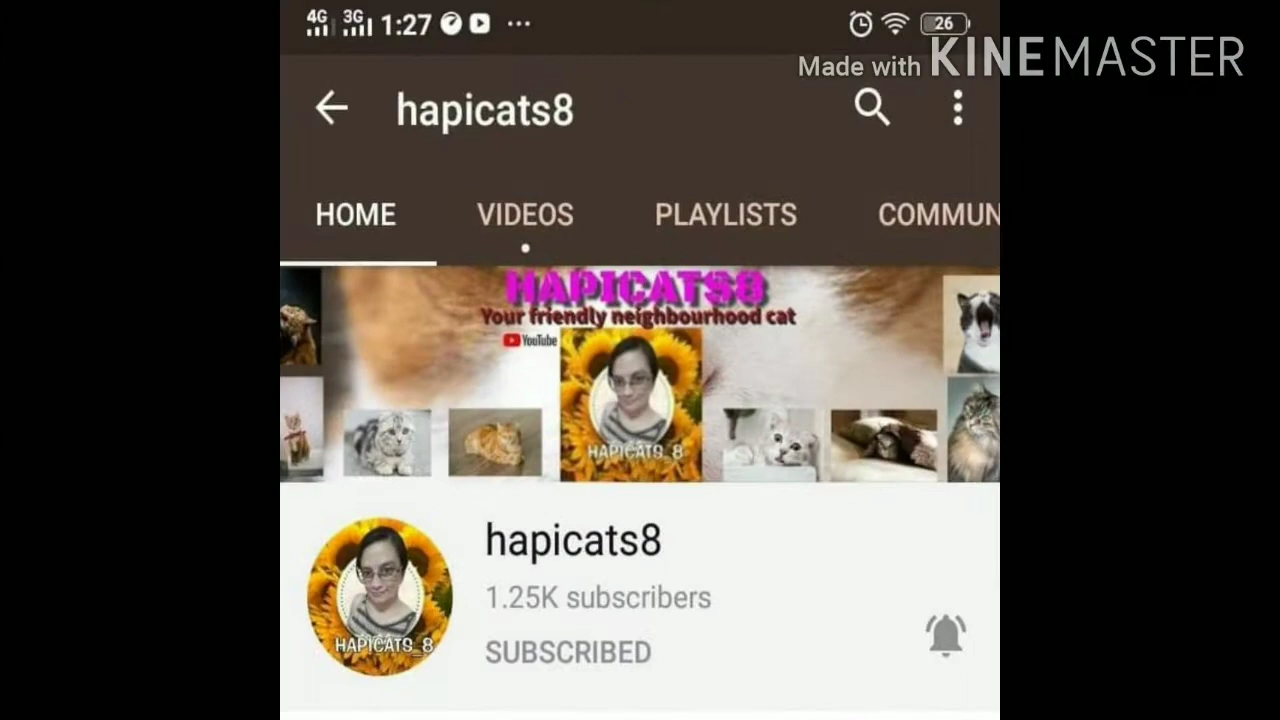 4G 3G 1:27 26
Made with KINEMASTER
hapicats8
HOME VIDEOS PLAYLISTS COMMUN
HAPICATS8
Your friendly neighbourhood cat
YouTube
HAPICATS_8
hapicats8
1.25K subscribers
HAPICATS_8
SUBSCRIBED